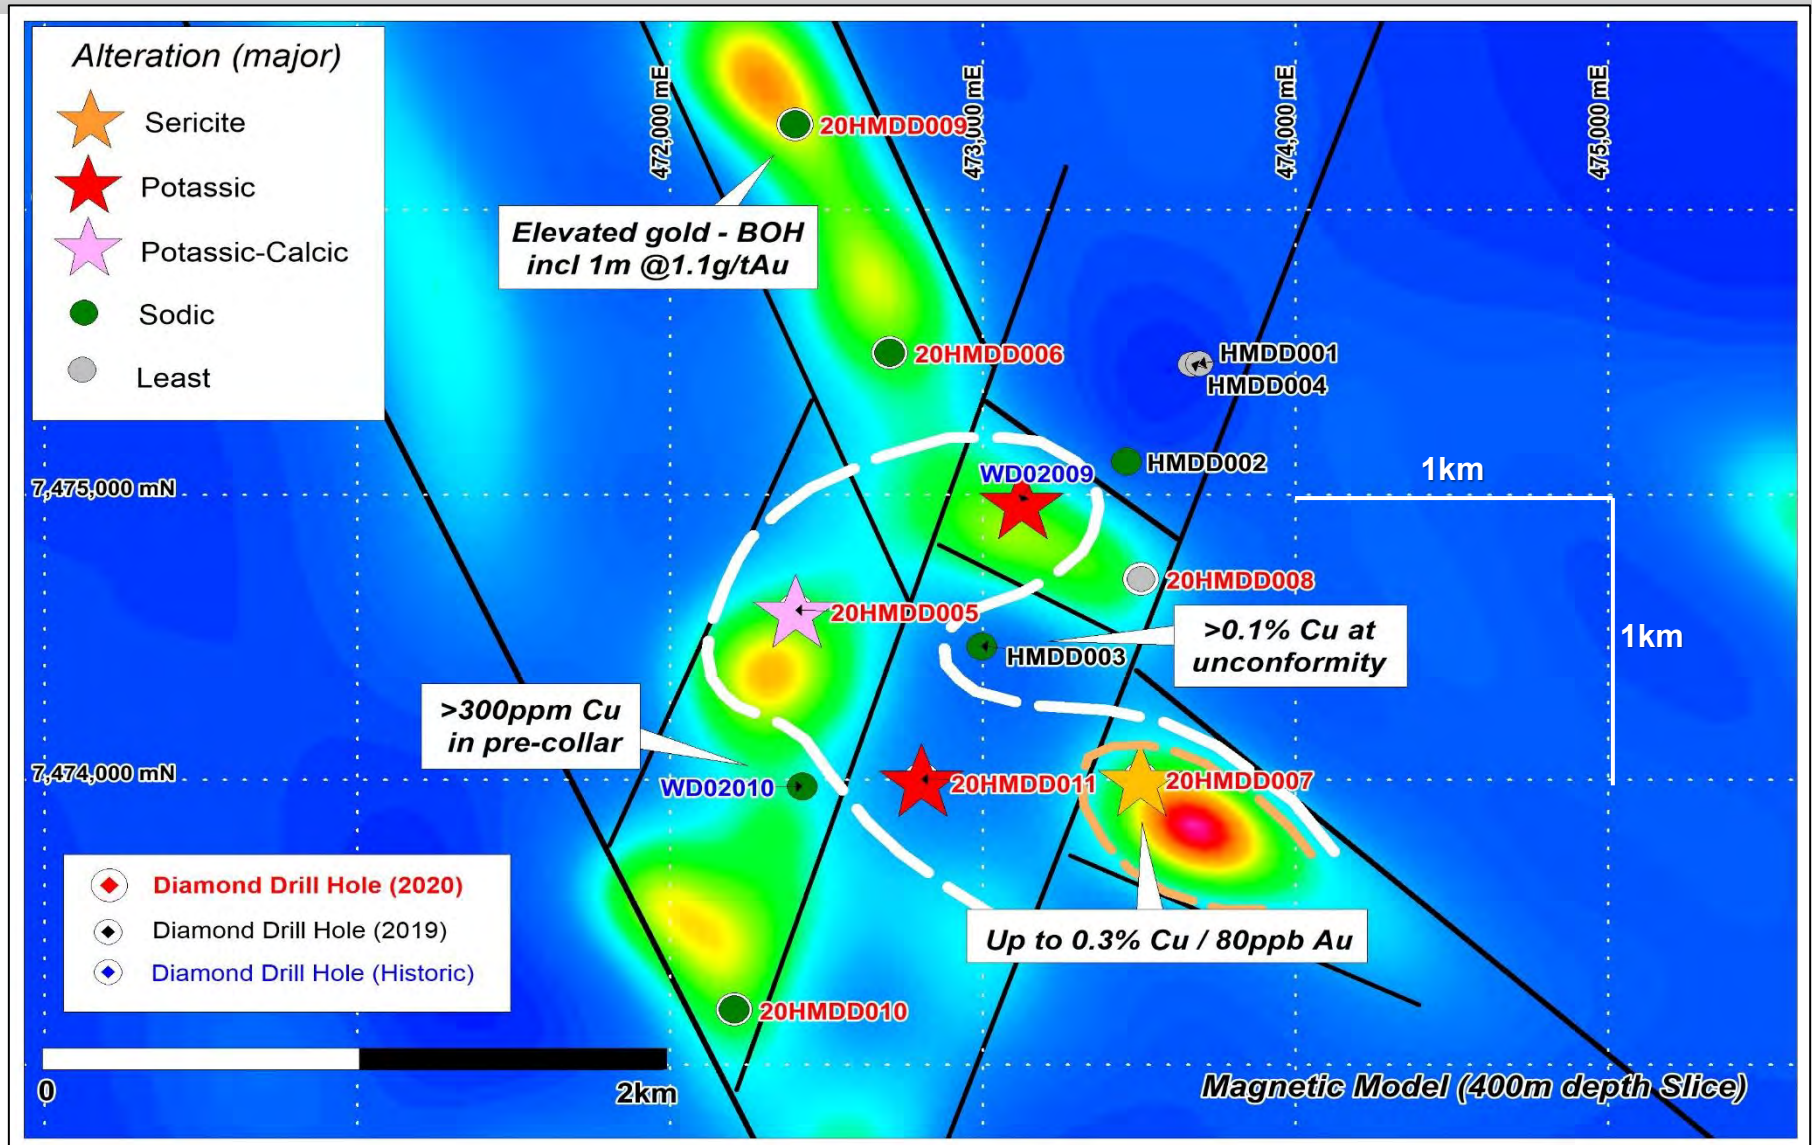 Alteration (major)
Sericite
Potassic
Potassic-Calcic
Sodic
Least
472,000 mE
473,000 mE
474,000 mE
475,000 mE
20HMDD009
Elevated gold - BOH
incl 1m @1.1g/tAu
20HMDD006
HMDD001
HMDD004
HMDD002
WD02009
7,475,000 mN
1km
1km
20HMDD008
20HMDD005
>0.1% Cu at
unconformity
HMDD003
>300ppm Cu
in pre-collar
7,474,000 mN
WD02010
20HMDD011
20HMDD007
Up to 0.3% Cu / 80ppb Au
Diamond Drill Hole (2020)
Diamond Drill Hole (2019)
Diamond Drill Hole (Historic)
20HMDD010
0
2km
Magnetic Model (400m depth Slice)